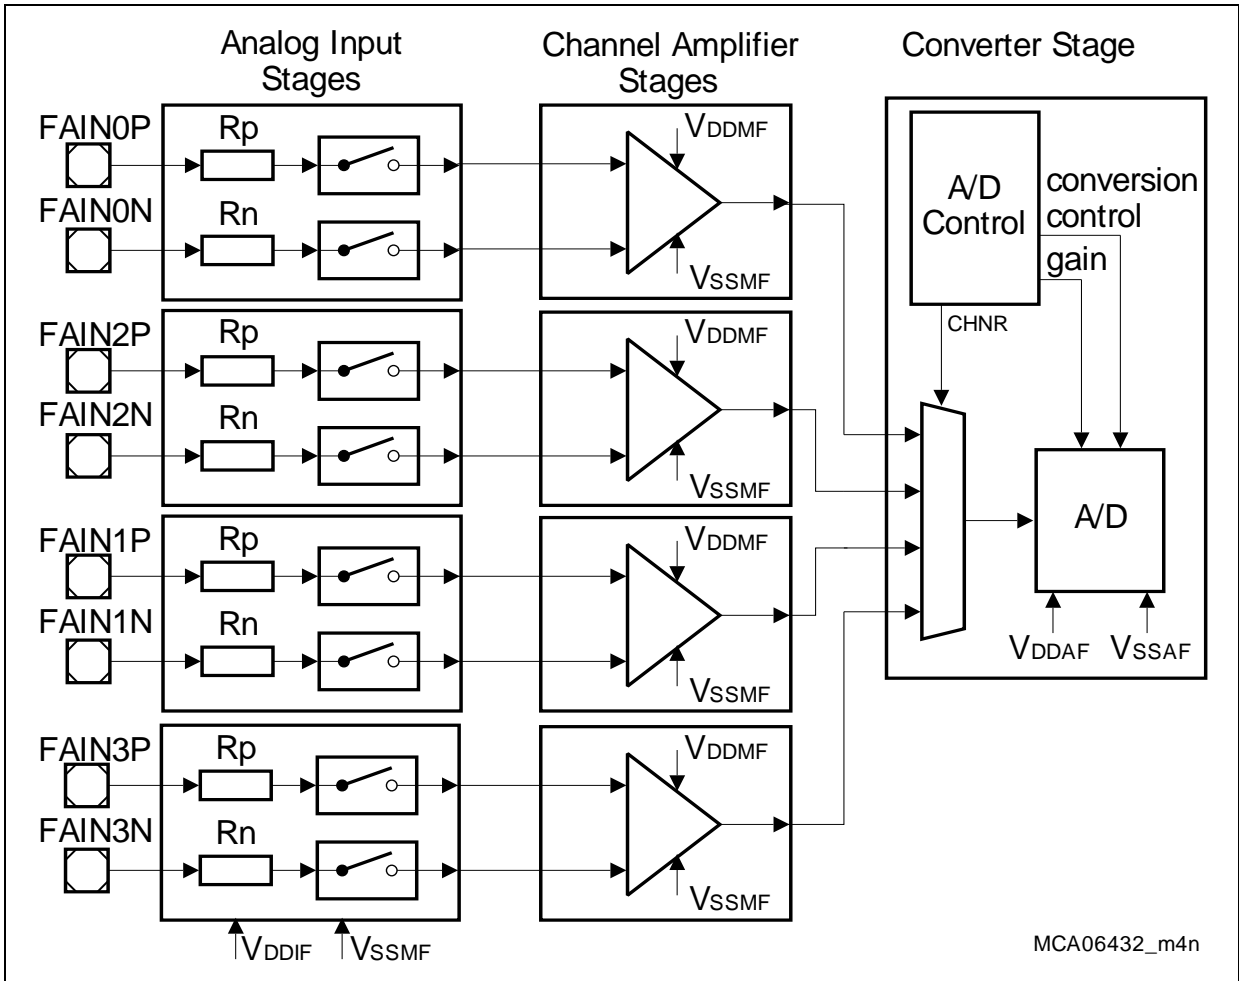 Analog Input
Stages
Channel Amplifier
Stages
Converter Stage
FAIN0P
Rp
FAIN0N
Rn
VDDMF
VSSMF
FAIN2P
Rp
FAIN2N
Rn
VDDMF
VSSMF
FAIN1P
Rp
FAIN1N
Rn
VDDMF
VSSMF
FAIN3P
Rp
FAIN3N
Rn
VDDMF
VSSMF
VDDIF
VSSMF
A/D
Control
conversion
control
gain
CHNR
A/D
VDDAF
VSSAF
MCA06432_m4n